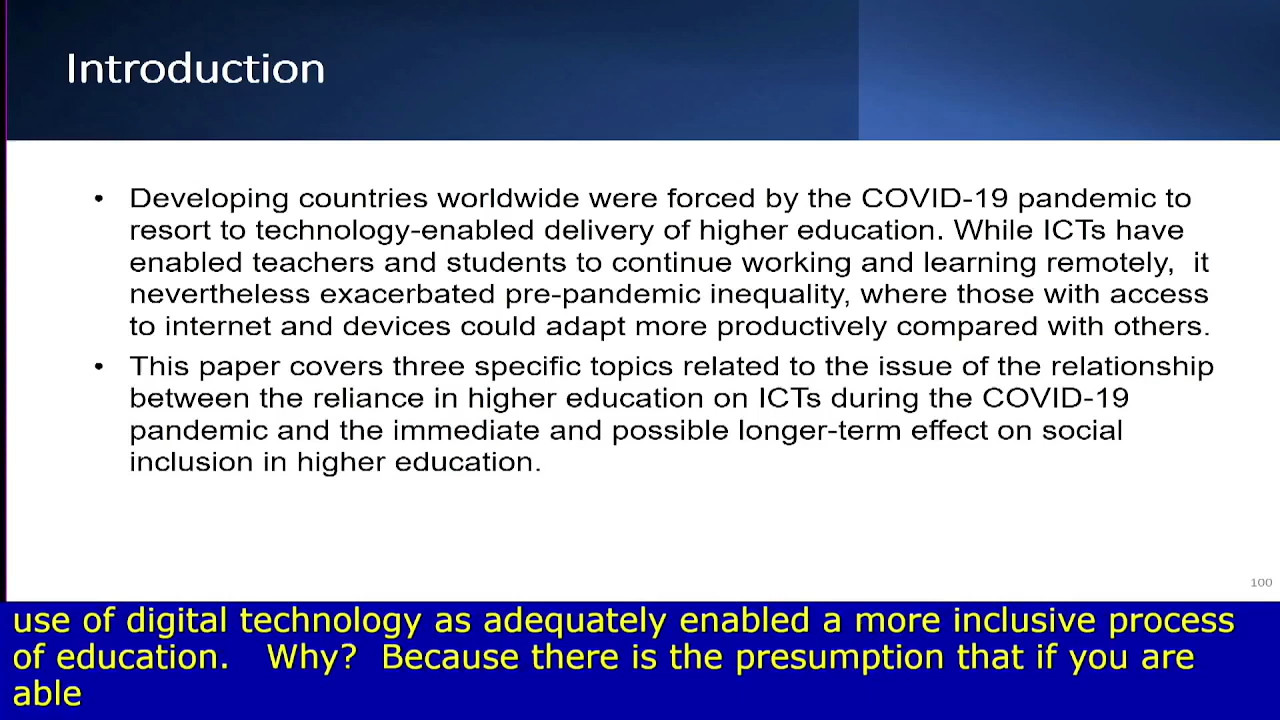 Introduction
• Developing countries worldwide were forced by the COVID-19 pandemic to
resort to technology-enabled delivery of higher education. While ICTs have
enabled teachers and students to continue working and learning remotely,  it
nevertheless exacerbated pre-pandemic inequality, where those with access
to internet and devices could adapt more productively compared with others.
• This paper covers three specific topics related to the issue of the relationship
between the reliance in higher education on ICTs during the COVID-19
pandemic and the immediate and possible longer-term effect on social
inclusion in higher education.
100
use of digital technology as adequately enabled a more inclusive process
of education.   Why?  Because there is the presumption that if you are
able